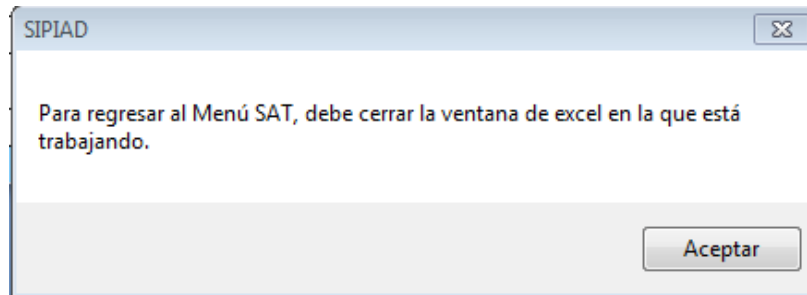 SIPIAD
Para regresar al Menú SAT, debe cerrar la ventana de excel en la que está
trabajando.
Aceptar